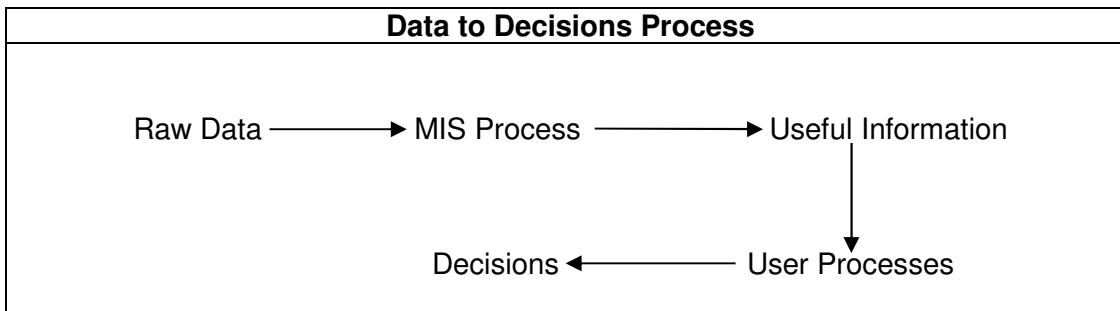 Data to Decisions Process
Raw Data MIS Process Useful Information
Decisions User Processes